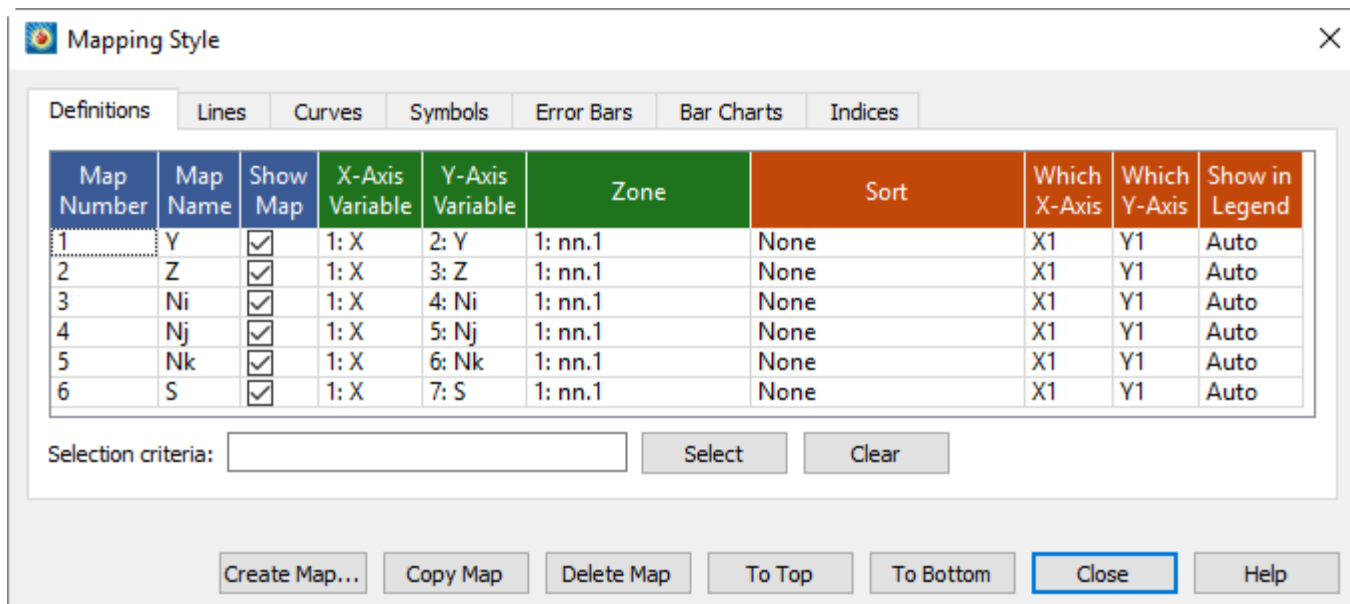 Mapping Style
Definitions Lines Curves Symbols Error Bars Bar Charts Indices
Map Number Map Name Show Map X-Axis Variable Y-Axis Variable Zone Sort Which X-Axis Which Y-Axis Show in Legend
1 Y 1: X 2: Y 1: nn.1 None X1 Y1 Auto
2 Z 1: X 3: Z 1: nn.1 None X1 Y1 Auto
3 Ni 1: X 4: Ni 1: nn.1 None X1 Y1 Auto
4 Nj 1: X 5: Nj 1: nn.1 None X1 Y1 Auto
5 Nk 1: X 6: Nk 1: nn.1 None X1 Y1 Auto
6 S 1: X 7: S 1: nn.1 None X1 Y1 Auto
Selection criteria: Select Clear
Create Map... Copy Map Delete Map To Top To Bottom Close Help